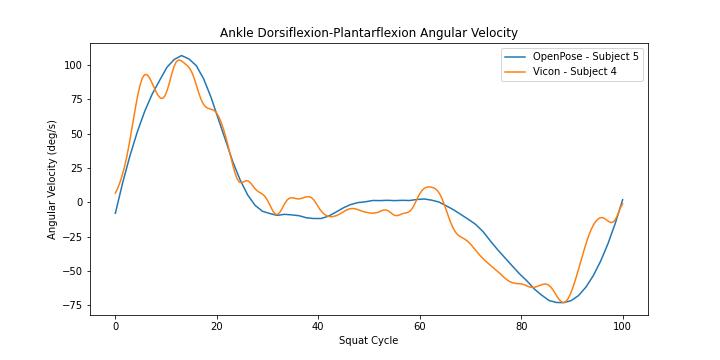 Ankle Dorsiflexion-Plantarflexion Angular Velocity
OpenPose - Subject 5
Vicon - Subject 4
Angular Velocity (deg/s)
100
75
50
25
0
−25
−50
−75
0 20 40 60 80 100
Squat Cycle